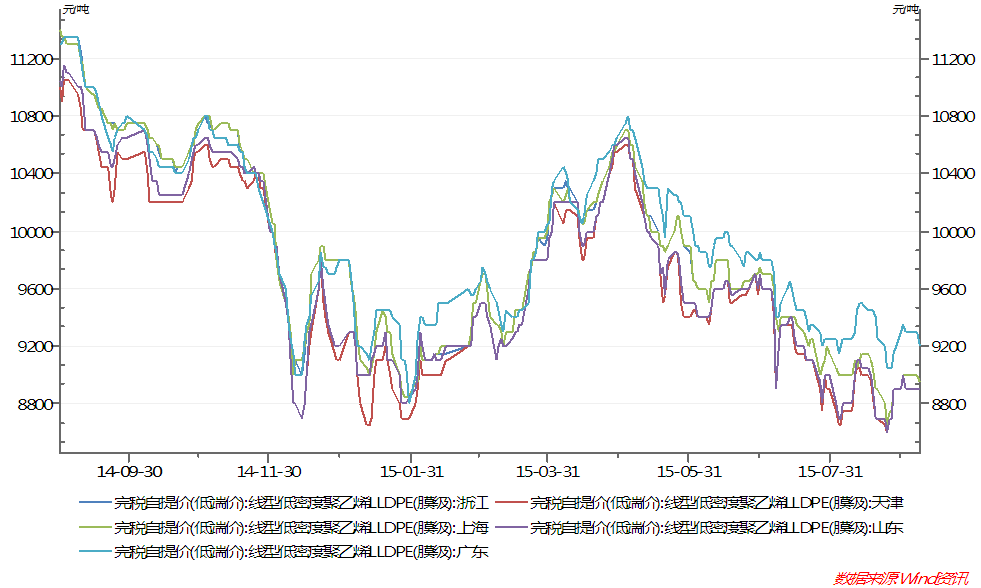 元/吨 元/吨
11200 11200
10800 10800
10400 10400
10000 10000
9600 9600
9200 9200
8800 8800
14-09-30 14-11-30 15-01-31 15-03-31 15-05-31 15-07-31
完税自提价(低端价):线型低密度聚乙烯LLDPE(膜级):浙江 完税自提价(低端价):线型低密度聚乙烯LLDPE(膜级):天津
完税自提价(低端价):线型低密度聚乙烯LLDPE(膜级):上海 完税自提价(低端价):线型低密度聚乙烯LLDPE(膜级):山东
完税自提价(低端价):线型低密度聚乙烯LLDPE(膜级):广东
数据来源:Wind资讯